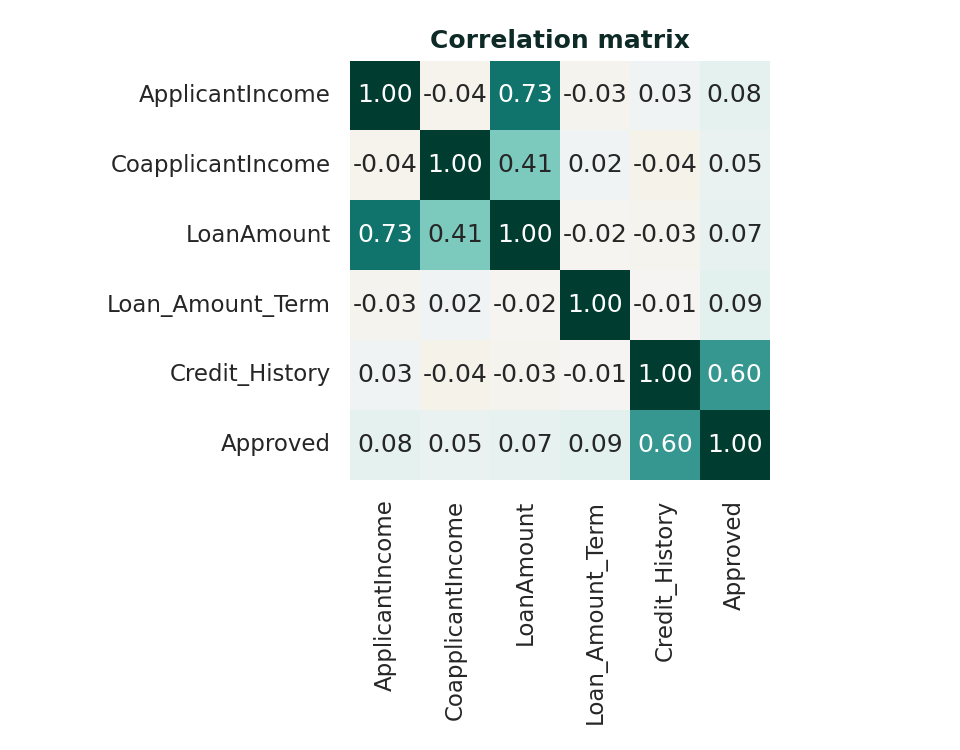 Correlation matrix
ApplicantIncome 1.00 -0.04 0.73 -0.03 0.03 0.08
CoapplicantIncome -0.04 1.00 0.41 0.02 -0.04 0.05
LoanAmount 0.73 0.41 1.00 -0.02 -0.03 0.07
Loan_Amount_Term -0.03 0.02 -0.02 1.00 -0.01 0.09
Credit_History 0.03 -0.04 -0.03 -0.01 1.00 0.60
Approved 0.08 0.05 0.07 0.09 0.60 1.00
ApplicantIncome
CoapplicantIncome
LoanAmount
Loan_Amount_Term
Credit_History
Approved